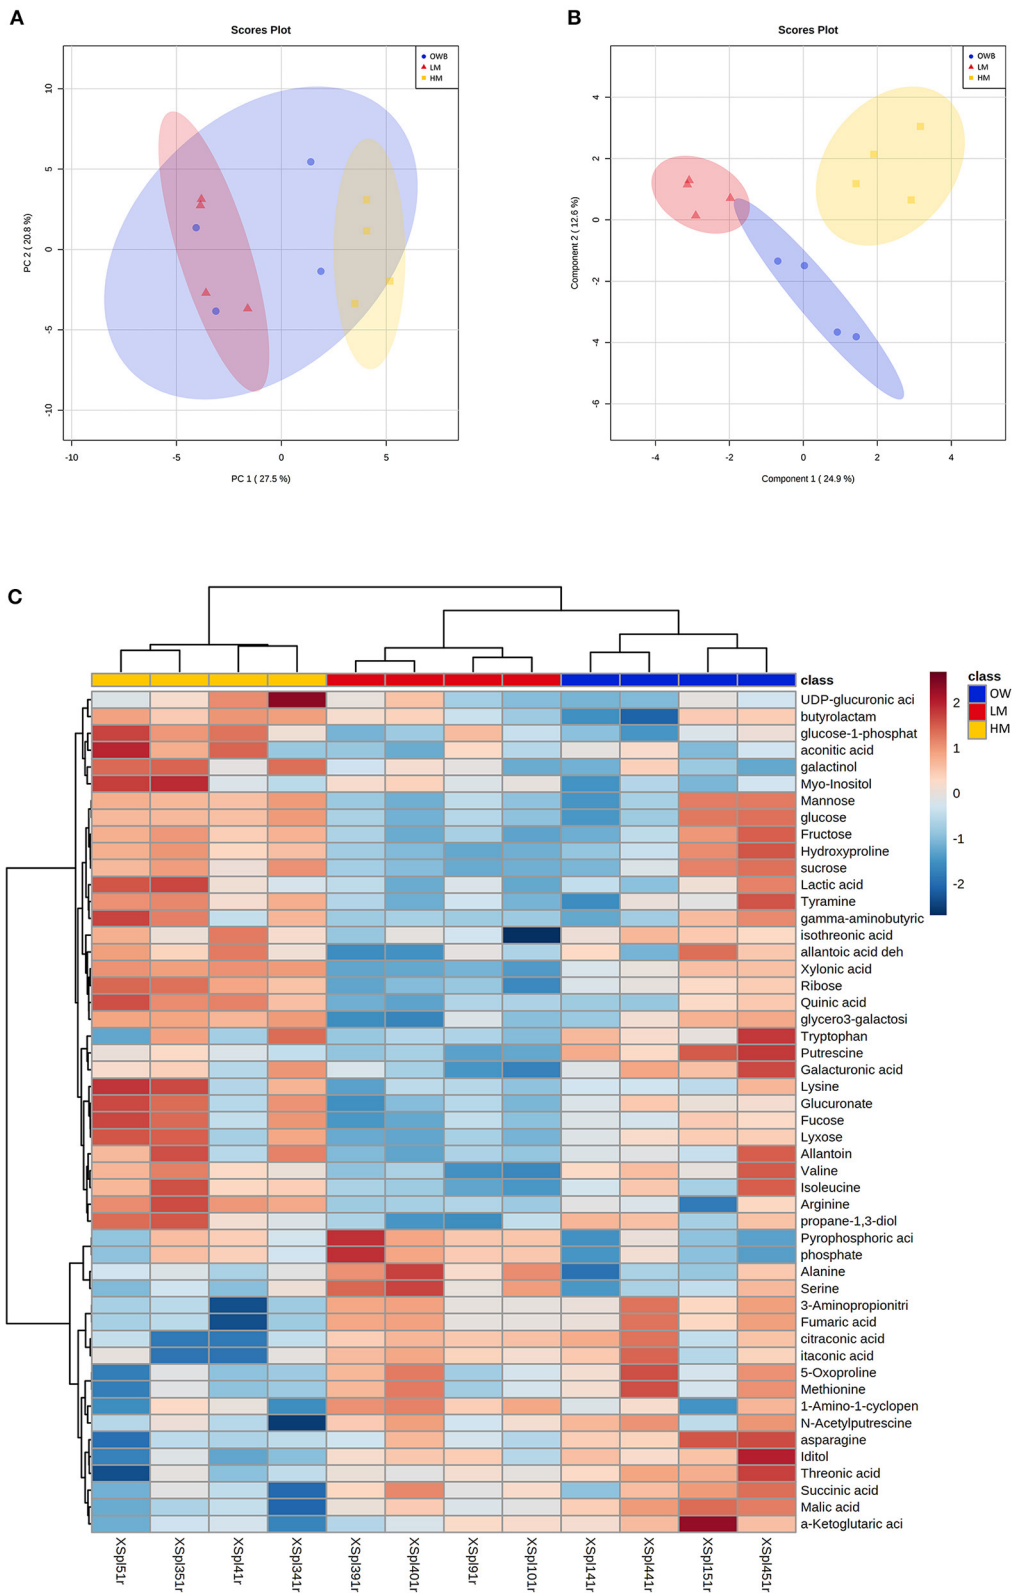 A
Scores Plot
OWB
LM
HM
PC 2 ( 20.8 %)
10
5
0
-5
-10
-10
-5
0
5
PC 1 ( 27.5 %)
B
Scores Plot
OWB
LM
HM
Component 2 ( 12.6 %)
4
2
0
-2
-4
-6
-4
-2
0
2
4
Component 1 ( 24.9 %)
C
class
UDP-glucuronic aci
butyrolactam
glucose-1-phosphat
aconitic acid
galactinol
Myo-Inositol
Mannose
glucose
Fructose
Hydroxyproline
sucrose
Lactic acid
Tyramine
gamma-aminobutyric
isothreonic acid
allantoic acid deh
Xylonic acid
Ribose
Quinic acid
glycero3-galactosi
Tryptophan
Putrescine
Galacturonic acid
Lysine
Glucuronate
Fucose
Lyxose
Allantoin
Valine
Isoleucine
Arginine
propane-1,3-diol
Pyrophosphoric aci
phosphate
Alanine
Serine
3-Aminopropionitri
Fumaric acid
citraconic acid
itaconic acid
5-Oxoproline
Methionine
1-Amino-1-cyclopen
N-Acetylputrescine
asparagine
Iditol
Threonic acid
Succinic acid
Malic acid
a-Ketoglutaric aci
2
1
0
-1
-2
class
OW
LM
HM
XSpl51r
XSpl351r
XSpl41r
XSpl341r
XSpl391r
XSpl401r
XSpl91r
XSpl101r
XSpl141r
XSpl441r
XSpl151r
XSpl451r